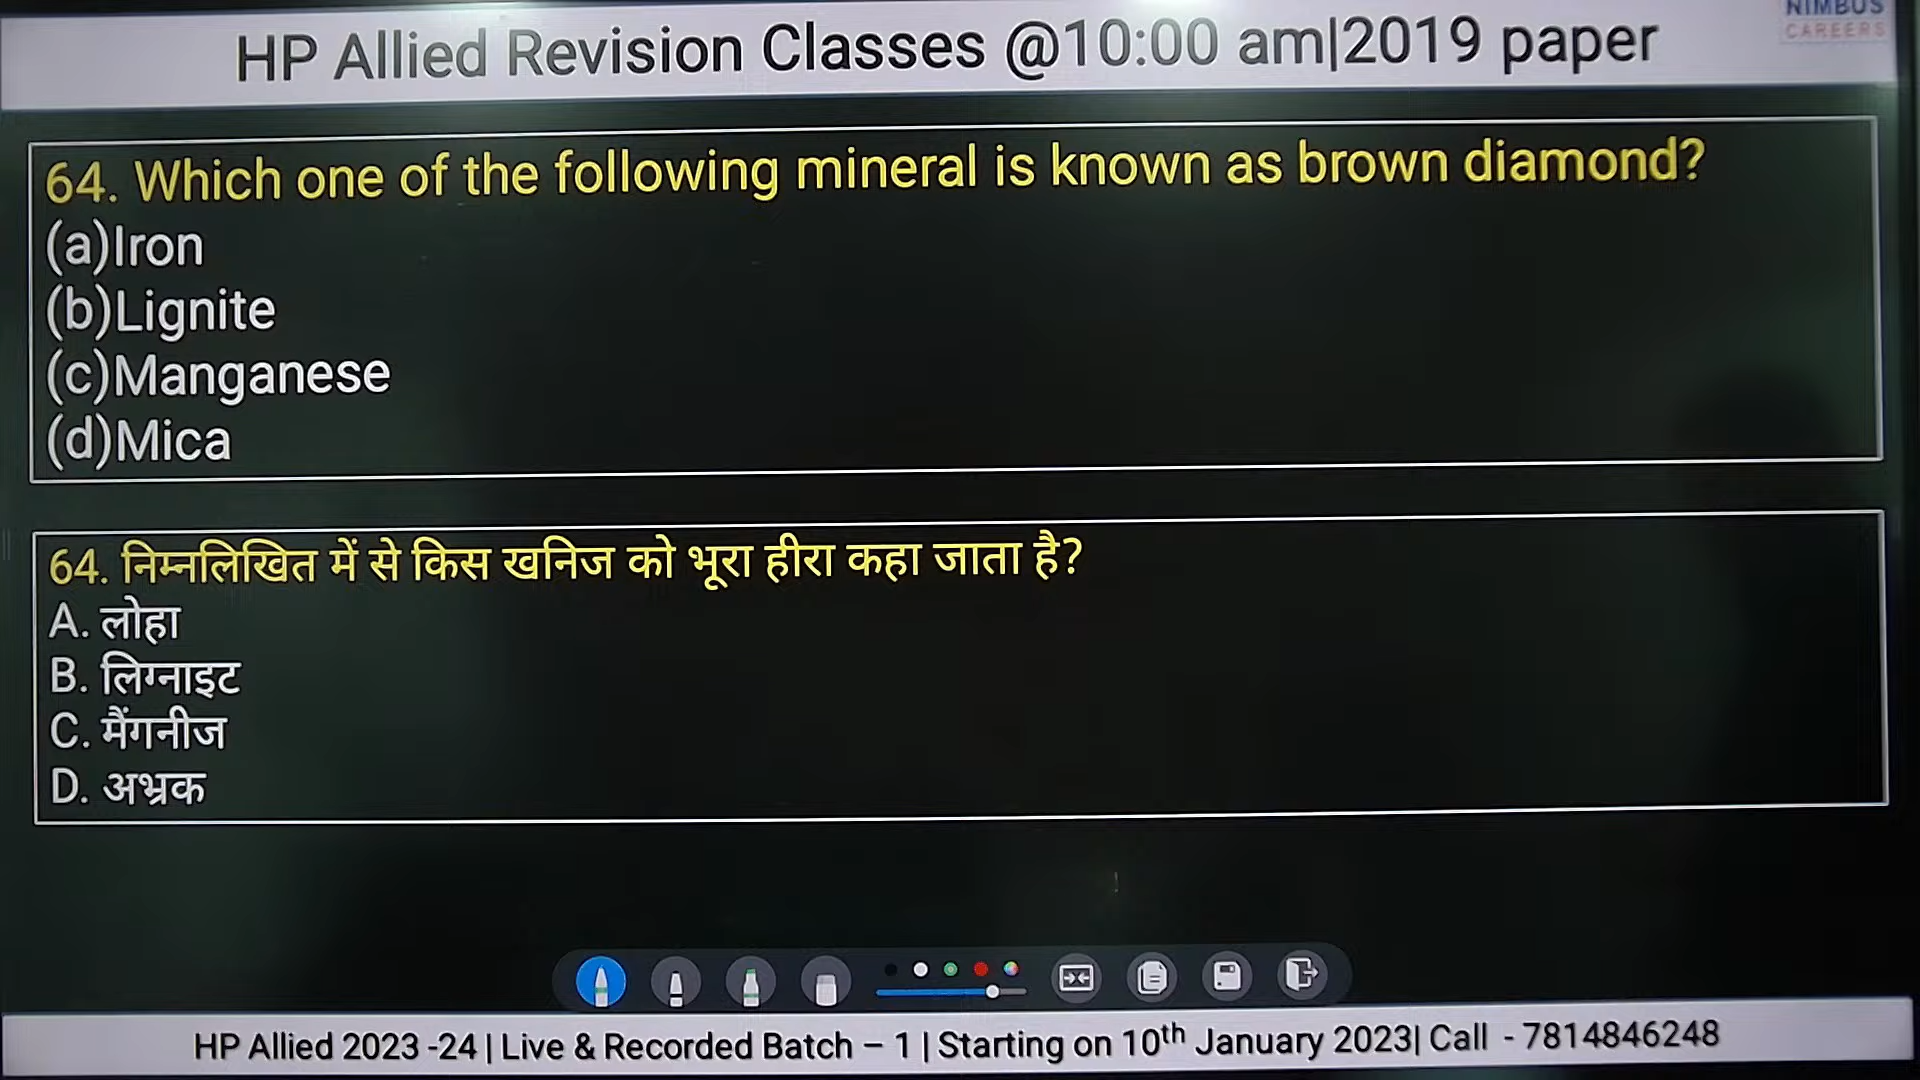 NIMBUS
CAREERS
HP Allied Revision Classes @10:00 am|2019 paper
64. Which one of the following mineral is known as brown diamond?
(a)Iron
(b)Lignite
(c)Manganese
(d)Mica
64. निम्नलिखित में से किस खनिज को भूरा हीरा कहा जाता है?
A. लोहा
B. लिग्नाइट
C. मैंगनीज
D. अभ्रक
HP Allied 2023 -24 | Live & Recorded Batch – 1 | Starting on 10th January 2023| Call - 7814846248